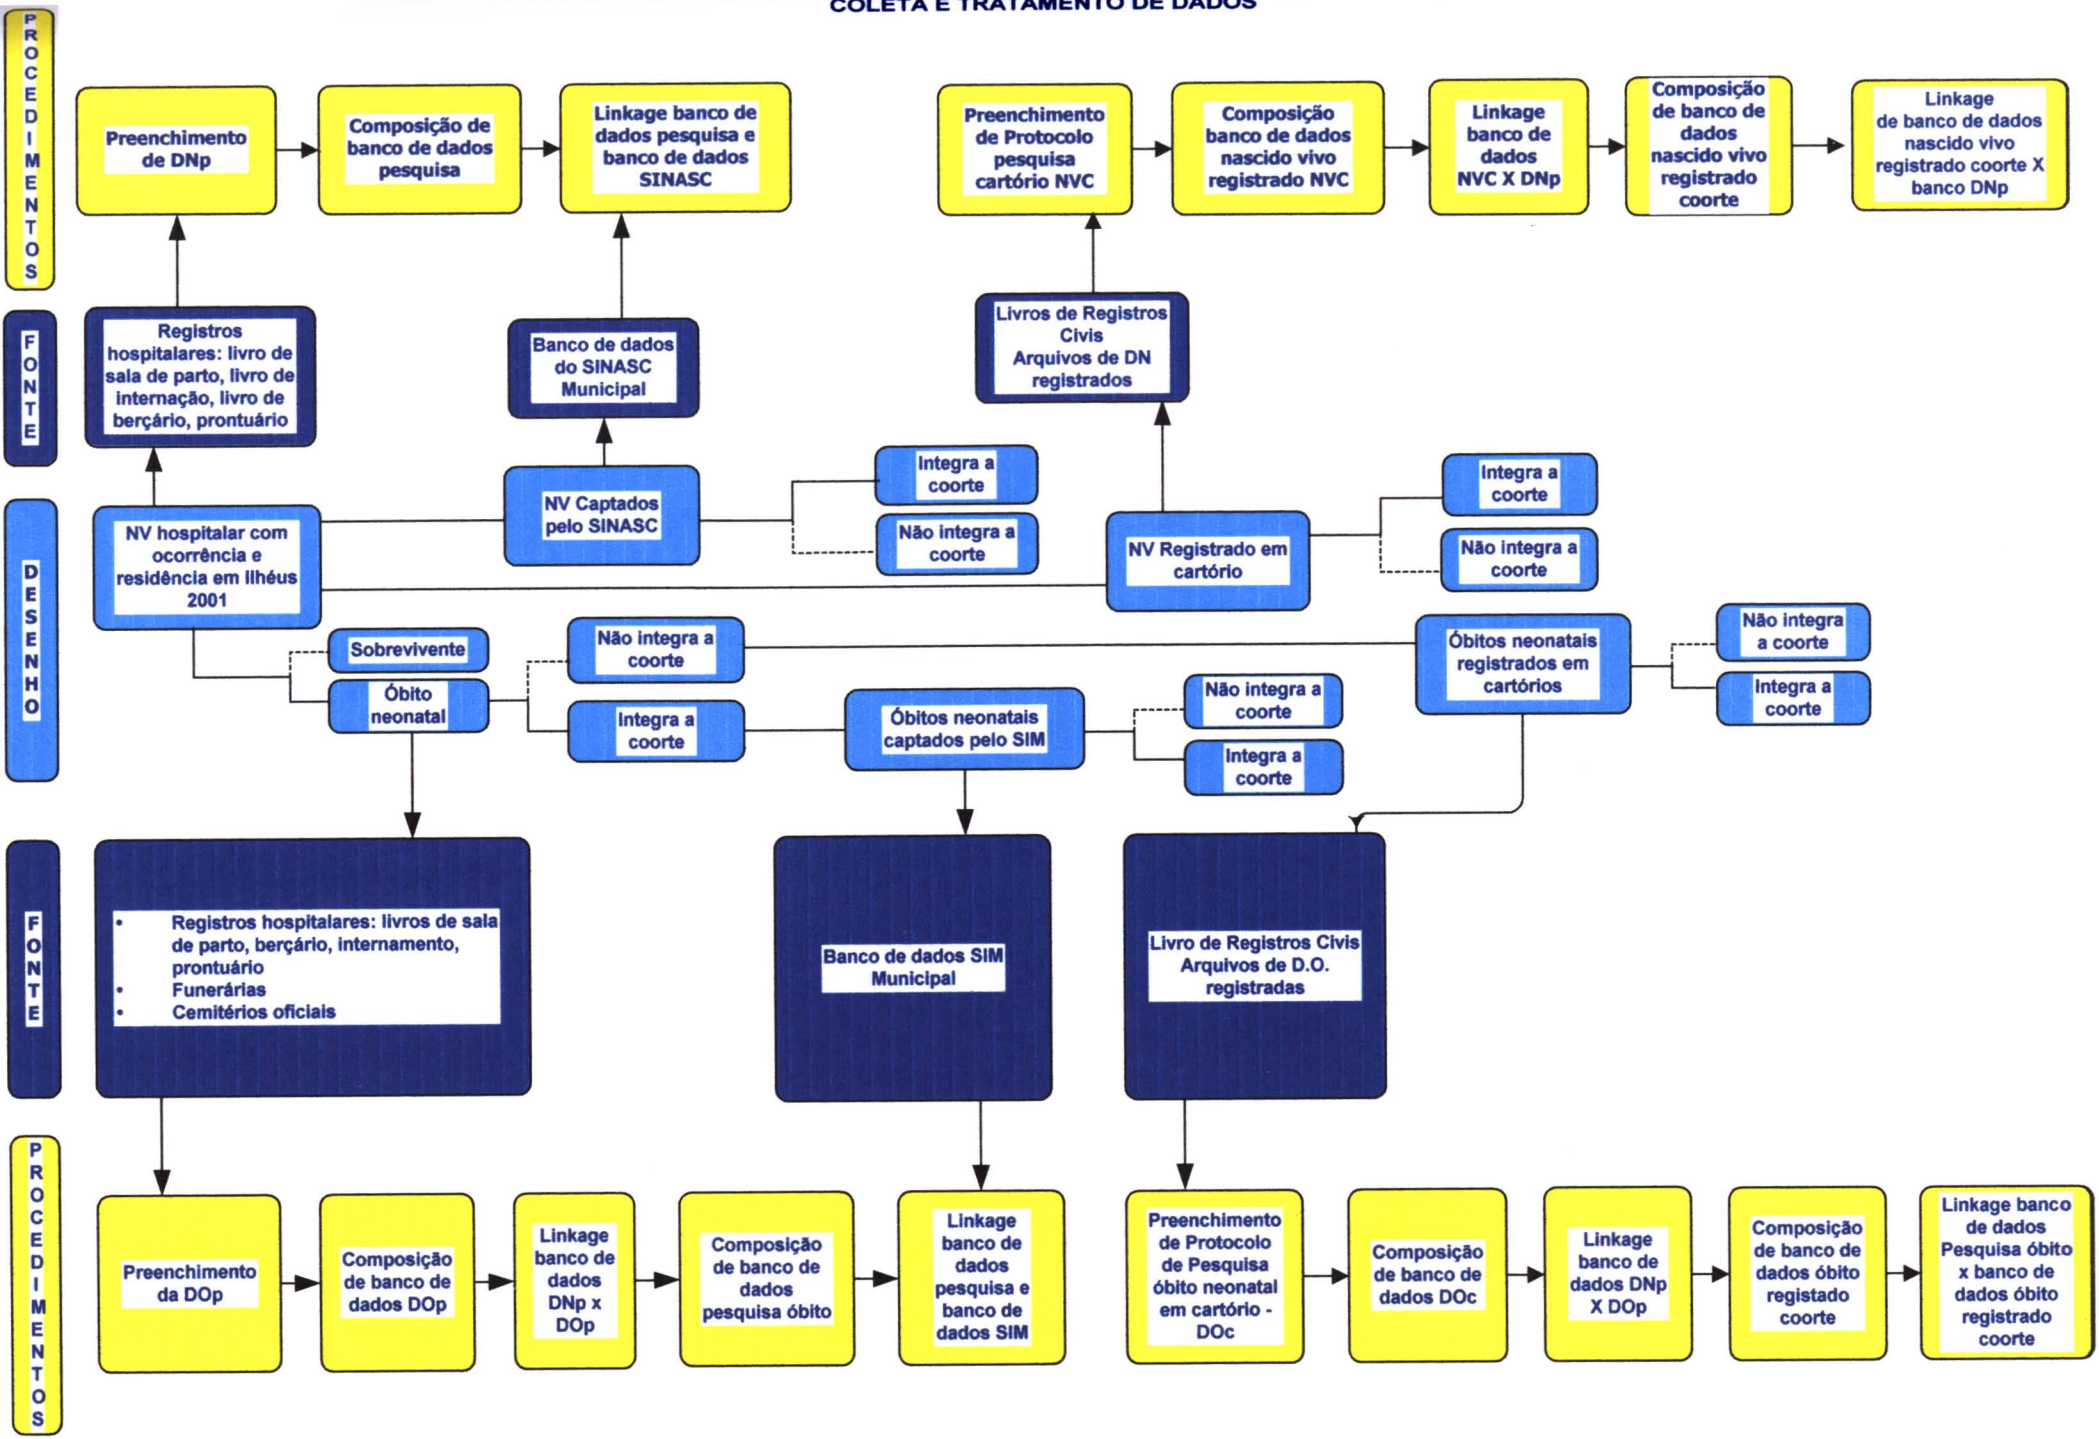 COLETA E TRATAMENTO DE DADOS
PROCEDIMENTOS
Preenchimento
de DNp
Composição de
banco de dados
pesquisa
Linkage banco de
dados pesquisa e
banco de dados
SINASC
Preenchimento
de Protocolo
pesquisa
cartório NVC
Composição
banco de dados
nascido vivo
registrado NVC
Linkage
banco de
dados
NVC X DNp
Composição
de banco de
dados
nascido vivo
registrado
coorte
Linkage
de banco de dados
nascido vivo
registrado coorte X
banco DNp
FONTE
Registros
hospitalares: livro de
sala de parto, livro de
internação, livro de
berçário, prontuário
Banco de dados
do SINASC
Municipal
Livros de Registros
Civis
Arquivos de DN
registrados
DESENHO
NV hospitalar com
ocorrência e
residência em Ilhéus
2001
NV Captados
pelo SINASC
Integra a
coorte
Não integra a
coorte
NV Registrado em
cartório
Integra a
coorte
Não integra a
coorte
Sobrevivente
Óbito
neonatal
Não integra a
coorte
Integra a
coorte
Óbitos neonatais
captados pelo SIM
Não integra a
coorte
Integra a
coorte
Óbitos neonatais
registrados em
cartórios
Não integra
a coorte
Integra a
coorte
FONTE
• Registros hospitalares: livros de sala
de parto, berçário, internamento,
prontuário
• Funerárias
• Cemitérios oficiais
Banco de dados SIM
Municipal
Livro de Registros Civis
Arquivos de D.O.
registradas
PROCEDIMENTOS
Preenchimento
da DOp
Composição
de banco de
dados DOp
Linkage
banco de
dados
DNp x
DOp
Composição
de banco de
dados
pesquisa óbito
Linkage
banco de
dados
pesquisa e
banco de
dados SIM
Preenchimento
de Protocolo
de Pesquisa
óbito neonatal
em cartório -
DOc
Composição
de banco de
dados DOc
Linkage
banco de
dados DNp
X DOp
Composição
de banco de
dados óbito
registado
coorte
Linkage banco
de dados
Pesquisa óbito
x banco de
dados óbito
registrado
coorte